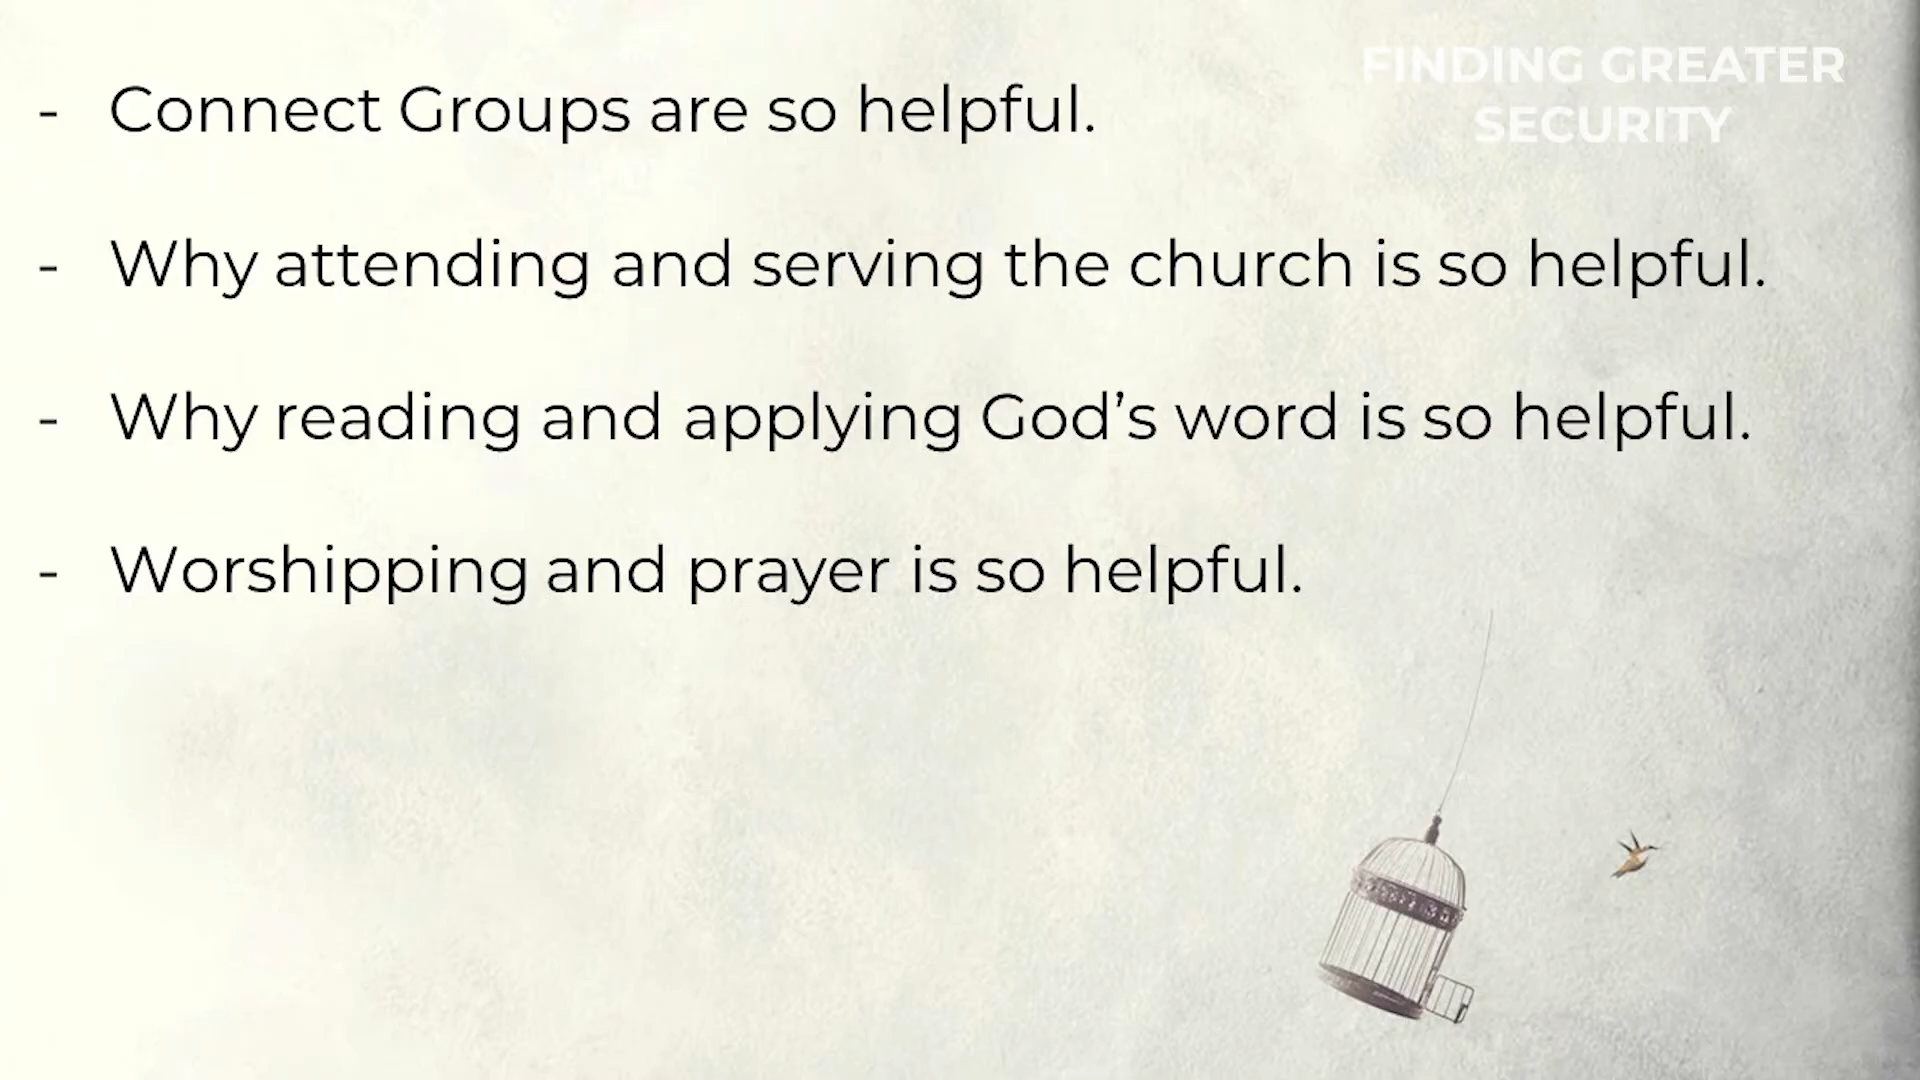 FINDING GREATER
SECURITY
- Connect Groups are so helpful.
- Why attending and serving the church is so helpful.
- Why reading and applying God’s word is so helpful.
- Worshipping and prayer is so helpful.